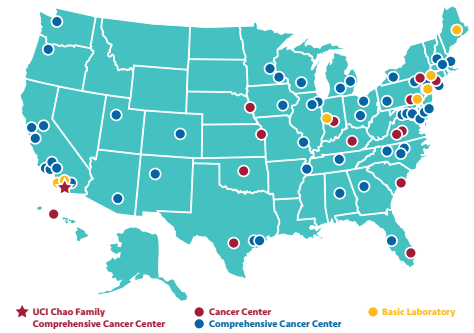 UCI Chao Family
Comprehensive Cancer Center
Cancer Center
Comprehensive Cancer Center
Basic Laboratory